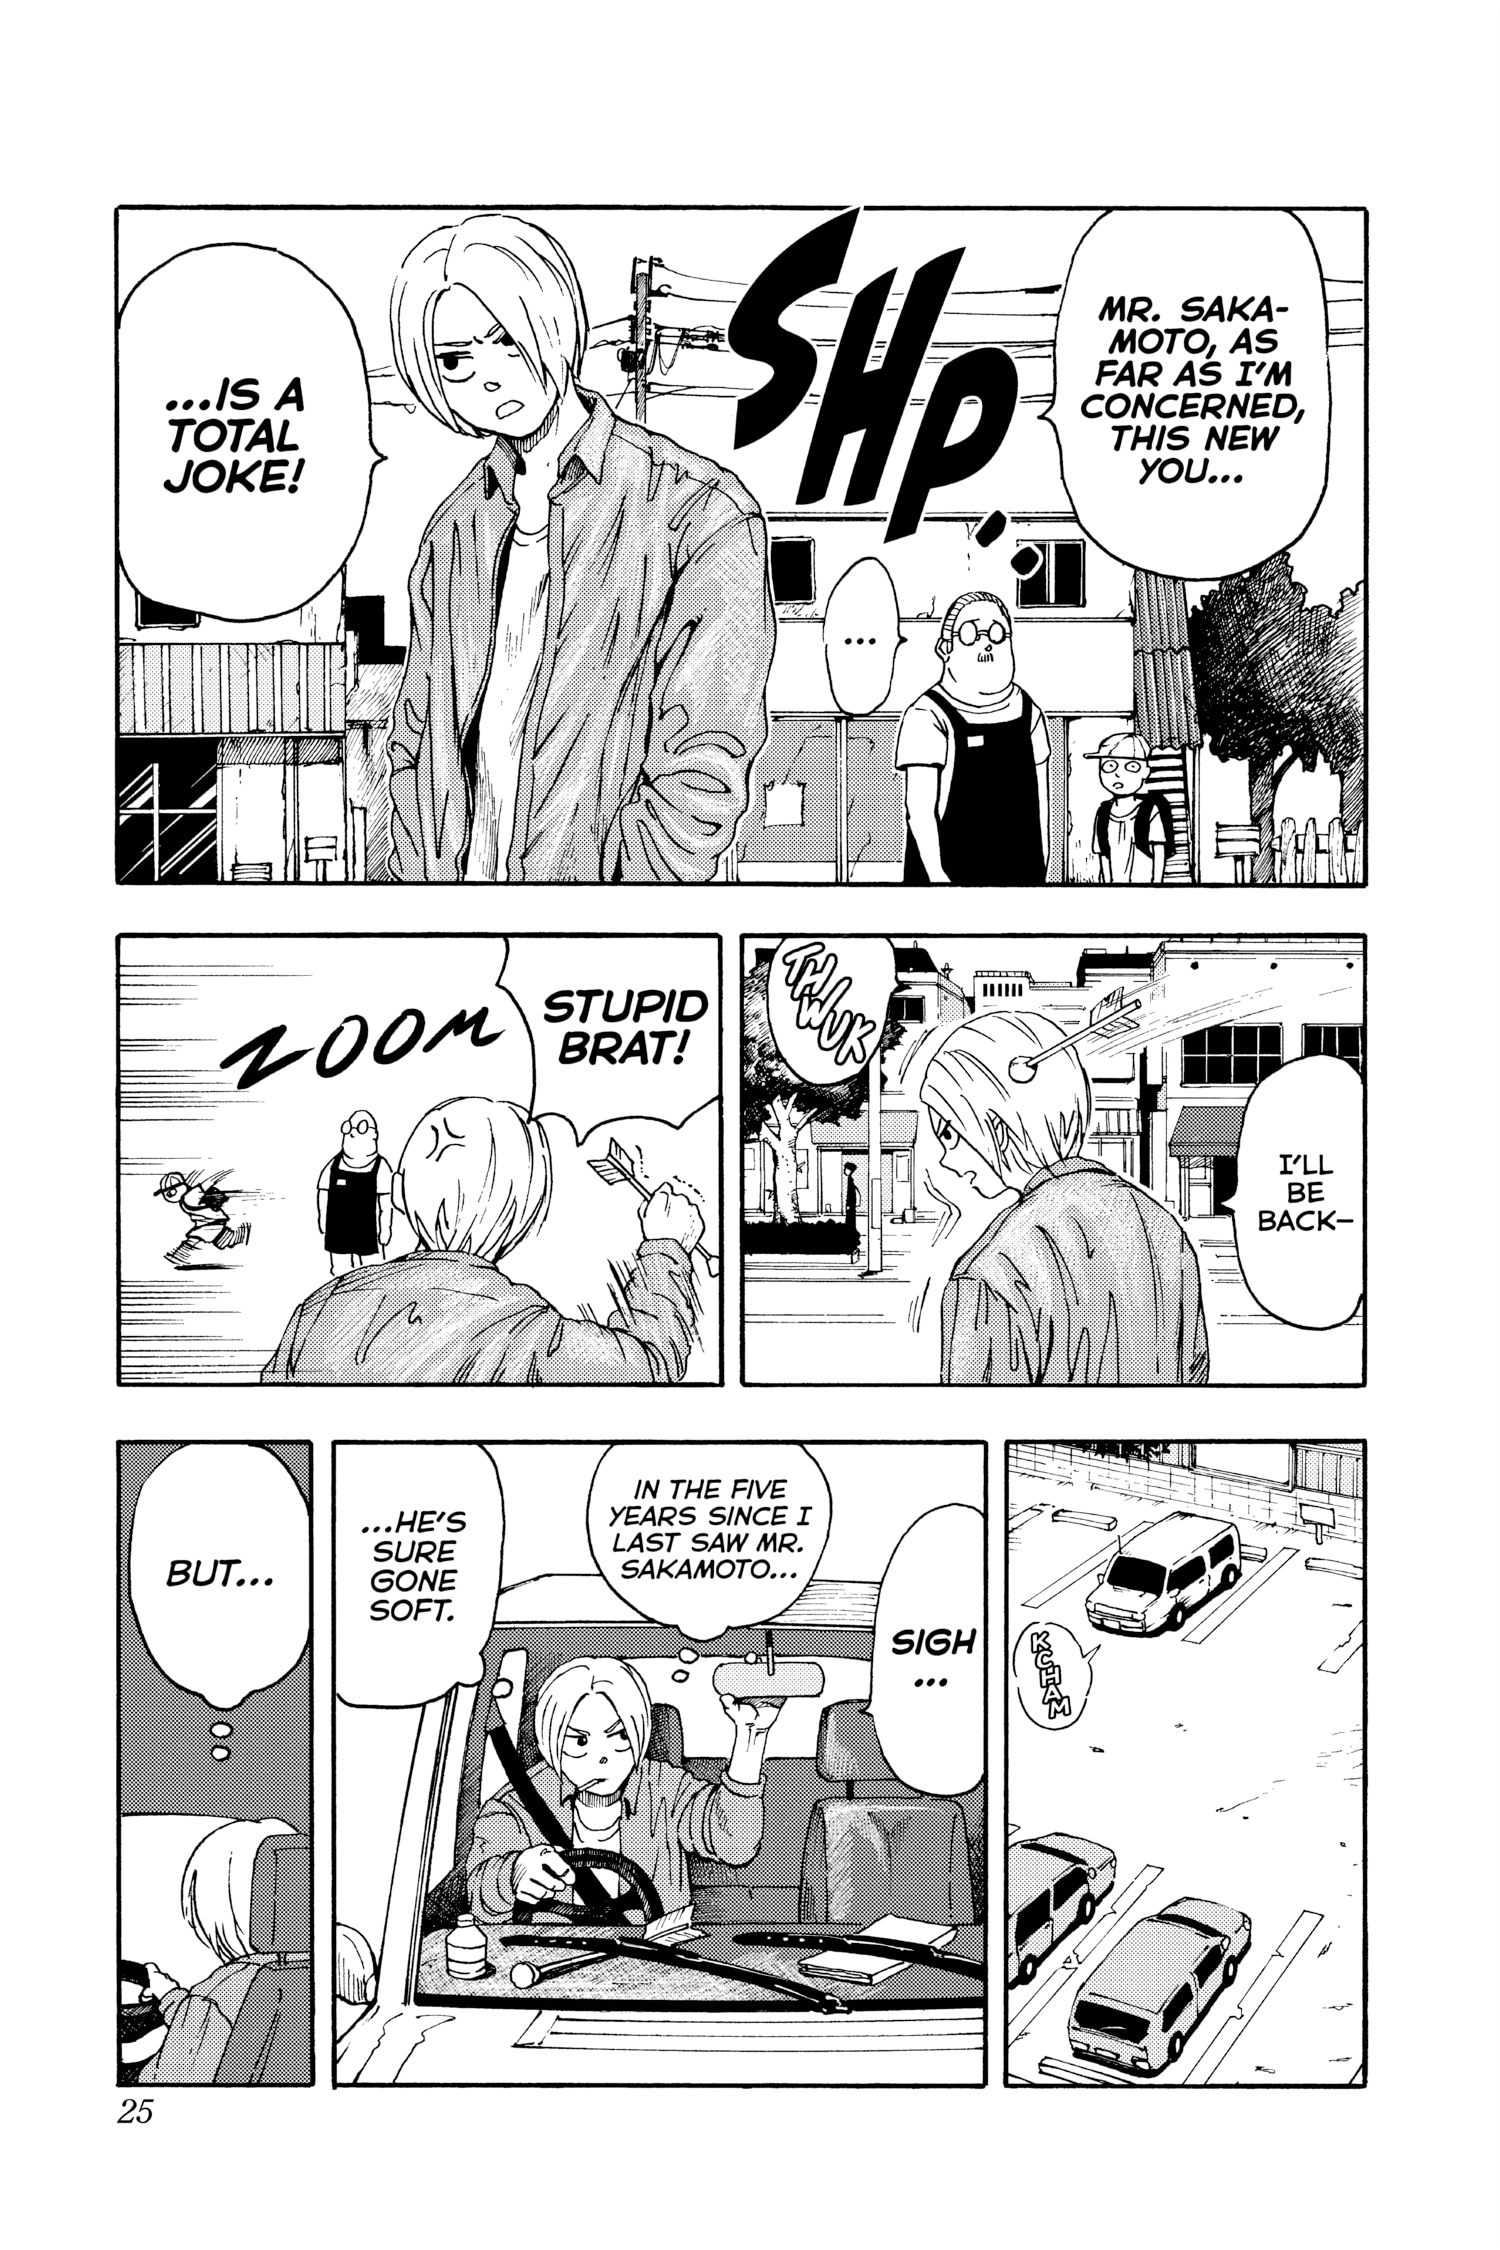 MR. SAKA-
MOTO, AS
FAR AS I'M
CONCERNED,
THIS NEW
YOU...
SHP
...
...IS A
TOTAL
JOKE!
I'LL
BE
BACK—
THWUK
STUPID
BRAT!
ZOOM
KCHAM
SIGH
...
IN THE FIVE
YEARS SINCE I
LAST SAW MR.
SAKAMOTO...
...HE'S
SURE
GONE
SOFT.
BUT...
25